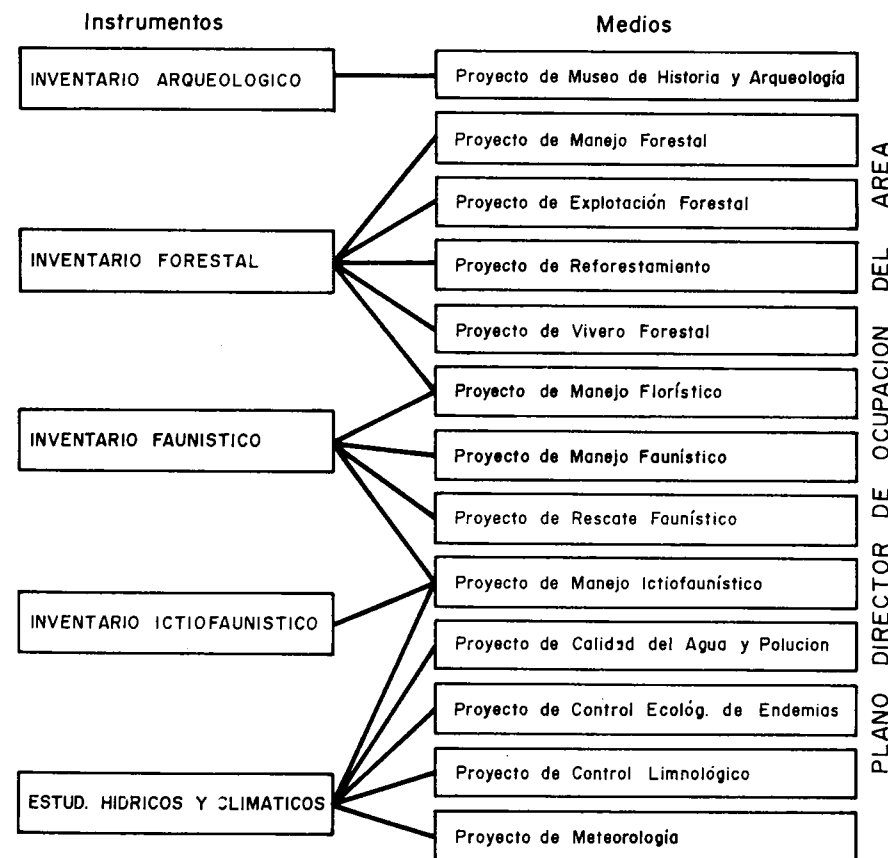 Instrumentos
Medios
INVENTARIO ARQUEOLOGICO
Proyecto de Museo de Historia y Arqueología
Proyecto de Manejo Forestal
Proyecto de Explotación Forestal
INVENTARIO FORESTAL
Proyecto de Reforestamiento
Proyecto de Vivero Forestal
Proyecto de Manejo Florístico
INVENTARIO FAUNISTICO
Proyecto de Manejo Faunístico
Proyecto de Rescate Faunístico
Proyecto de Manejo Ictiofaunístico
INVENTARIO ICTIOFAUNISTICO
Proyecto de Calidad del Agua y Polucion
Proyecto de Control Ecológ. de Endemias
Proyecto de Control Limnológico
ESTUD. HIDRICOS Y CLIMATICOS
Proyecto de Meteorología
PLANO DIRECTOR DE OCUPACION DEL AREA